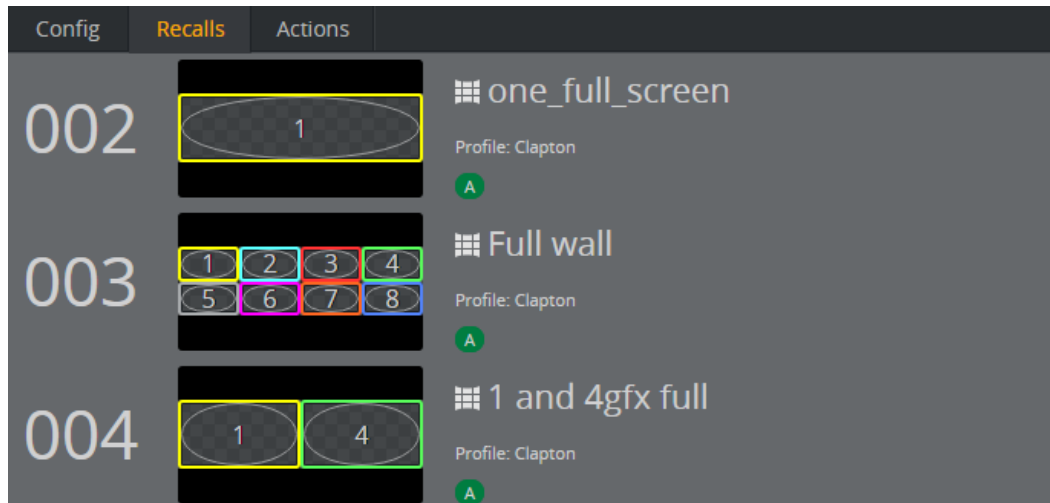 Config Recalls Actions
002
1
one_full_screen
Profile: Clapton
A
003
1 2 3 4
5 6 7 8
Full wall
Profile: Clapton
A
004
1 4
1 and 4gfx full
Profile: Clapton
A